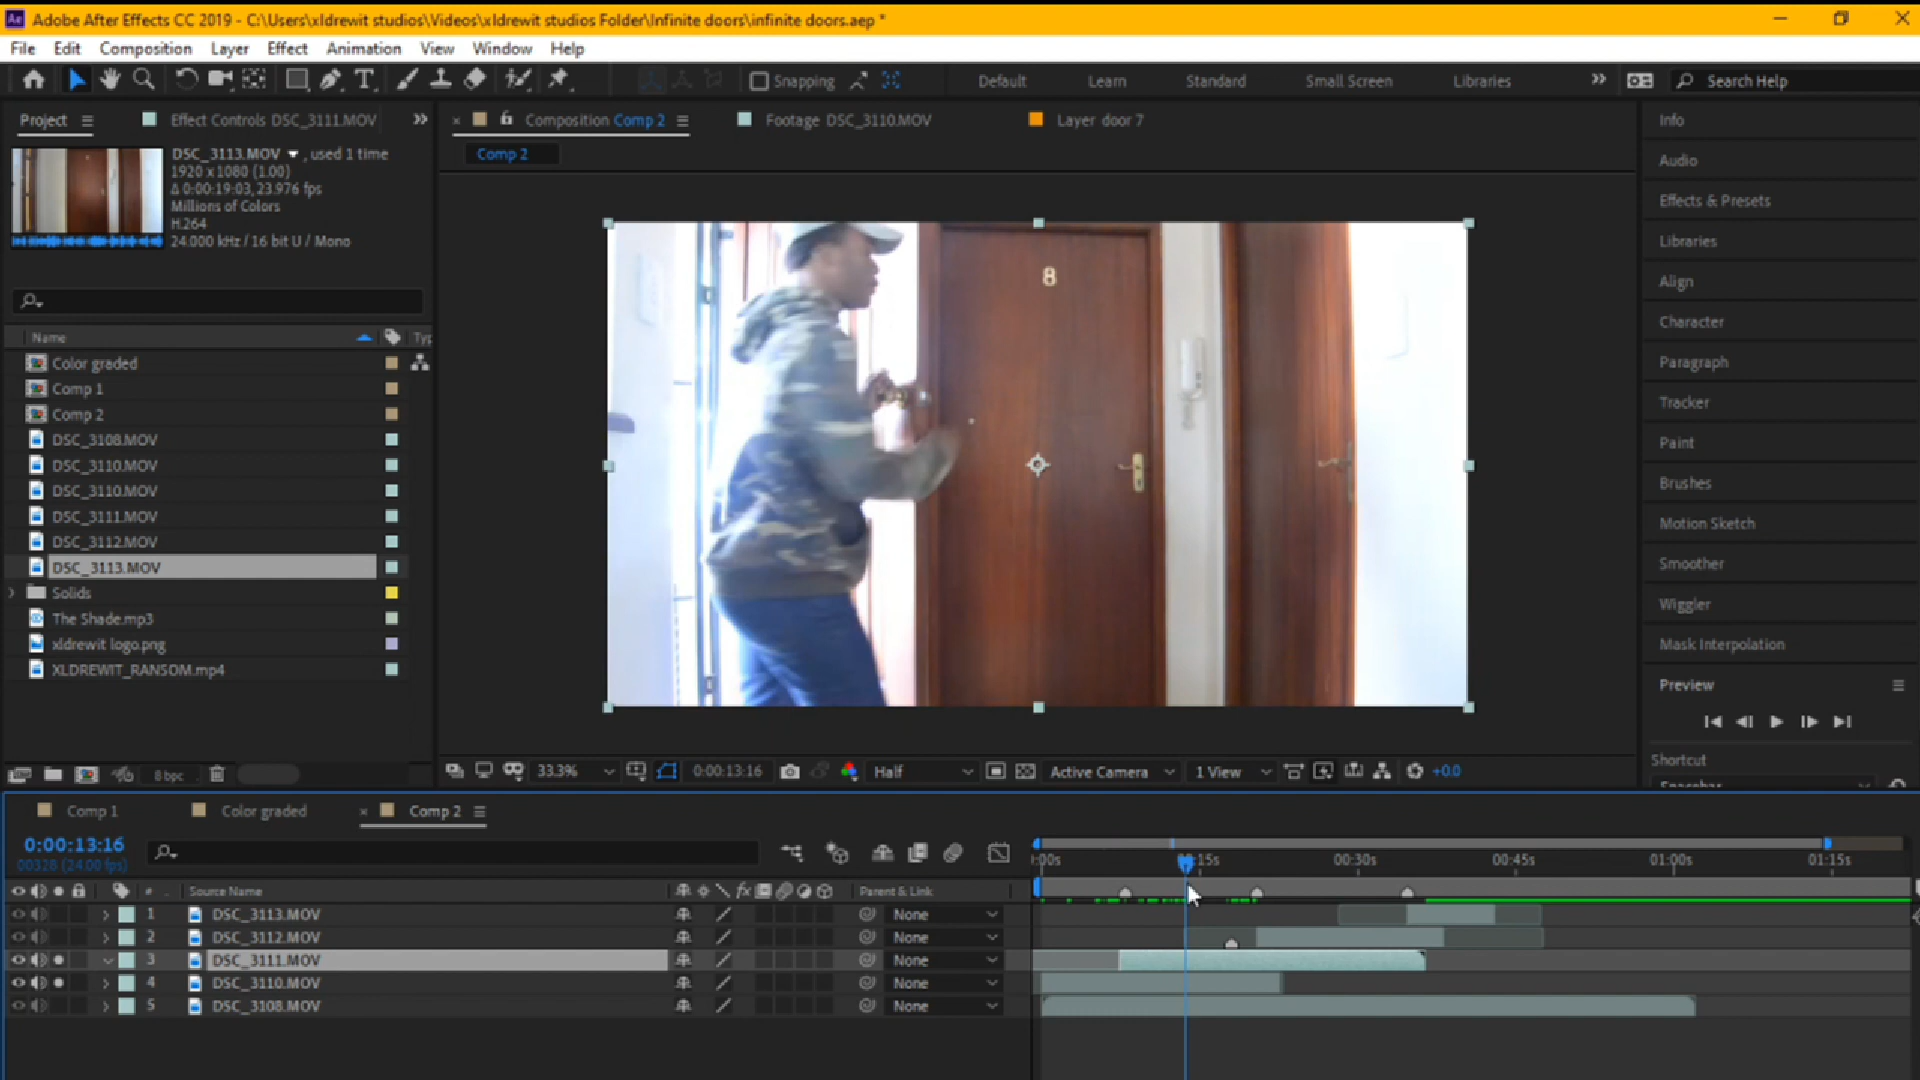 Adobe After Effects CC 2019 - C:\Users\xldrewit studios\Videos\xldrewit studios Folder\Infinite doors\infinite doors.aep *
File Edit Composition Layer Effect Animation View Window Help
Snapping Default Learn Standard Small Screen Libraries Search Help
Project Effect Controls DSC_3111.MOV Composition Comp 2 Footage DSC_3110.MOV Layer door 7
Comp 2
DSC_3113.MOV , used 1 time
1920 x 1080 (1.00)
Δ 0:00:19:03, 23.976 fps
Millions of Colors
H.264
24.000 kHz / 16 bit U / Mono
Name Typ
Color graded
Comp 1
Comp 2
DSC_3108.MOV
DSC_3110.MOV
DSC_3110.MOV
DSC_3111.MOV
DSC_3112.MOV
DSC_3113.MOV
Solids
The Shade.mp3
xldrewit logo.png
XLDREWIT_RANSOM.mp4
8 bpc
8
33.3% 0:00:13:16 Half Active Camera 1 View +0.0
Info
Audio
Effects & Presets
Libraries
Align
Character
Paragraph
Tracker
Paint
Brushes
Motion Sketch
Smoother
Wiggler
Mask Interpolation
Preview
Shortcut
Spacebar
Comp 1 Color graded Comp 2
0:00:13:16
00328 (24.00 fps)
:00s 15s 00:30s 00:45s 01:00s 01:15s
# Source Name Parent & Link
1 DSC_3113.MOV None
2 DSC_3112.MOV None
3 DSC_3111.MOV None
4 DSC_3110.MOV None
5 DSC_3108.MOV None